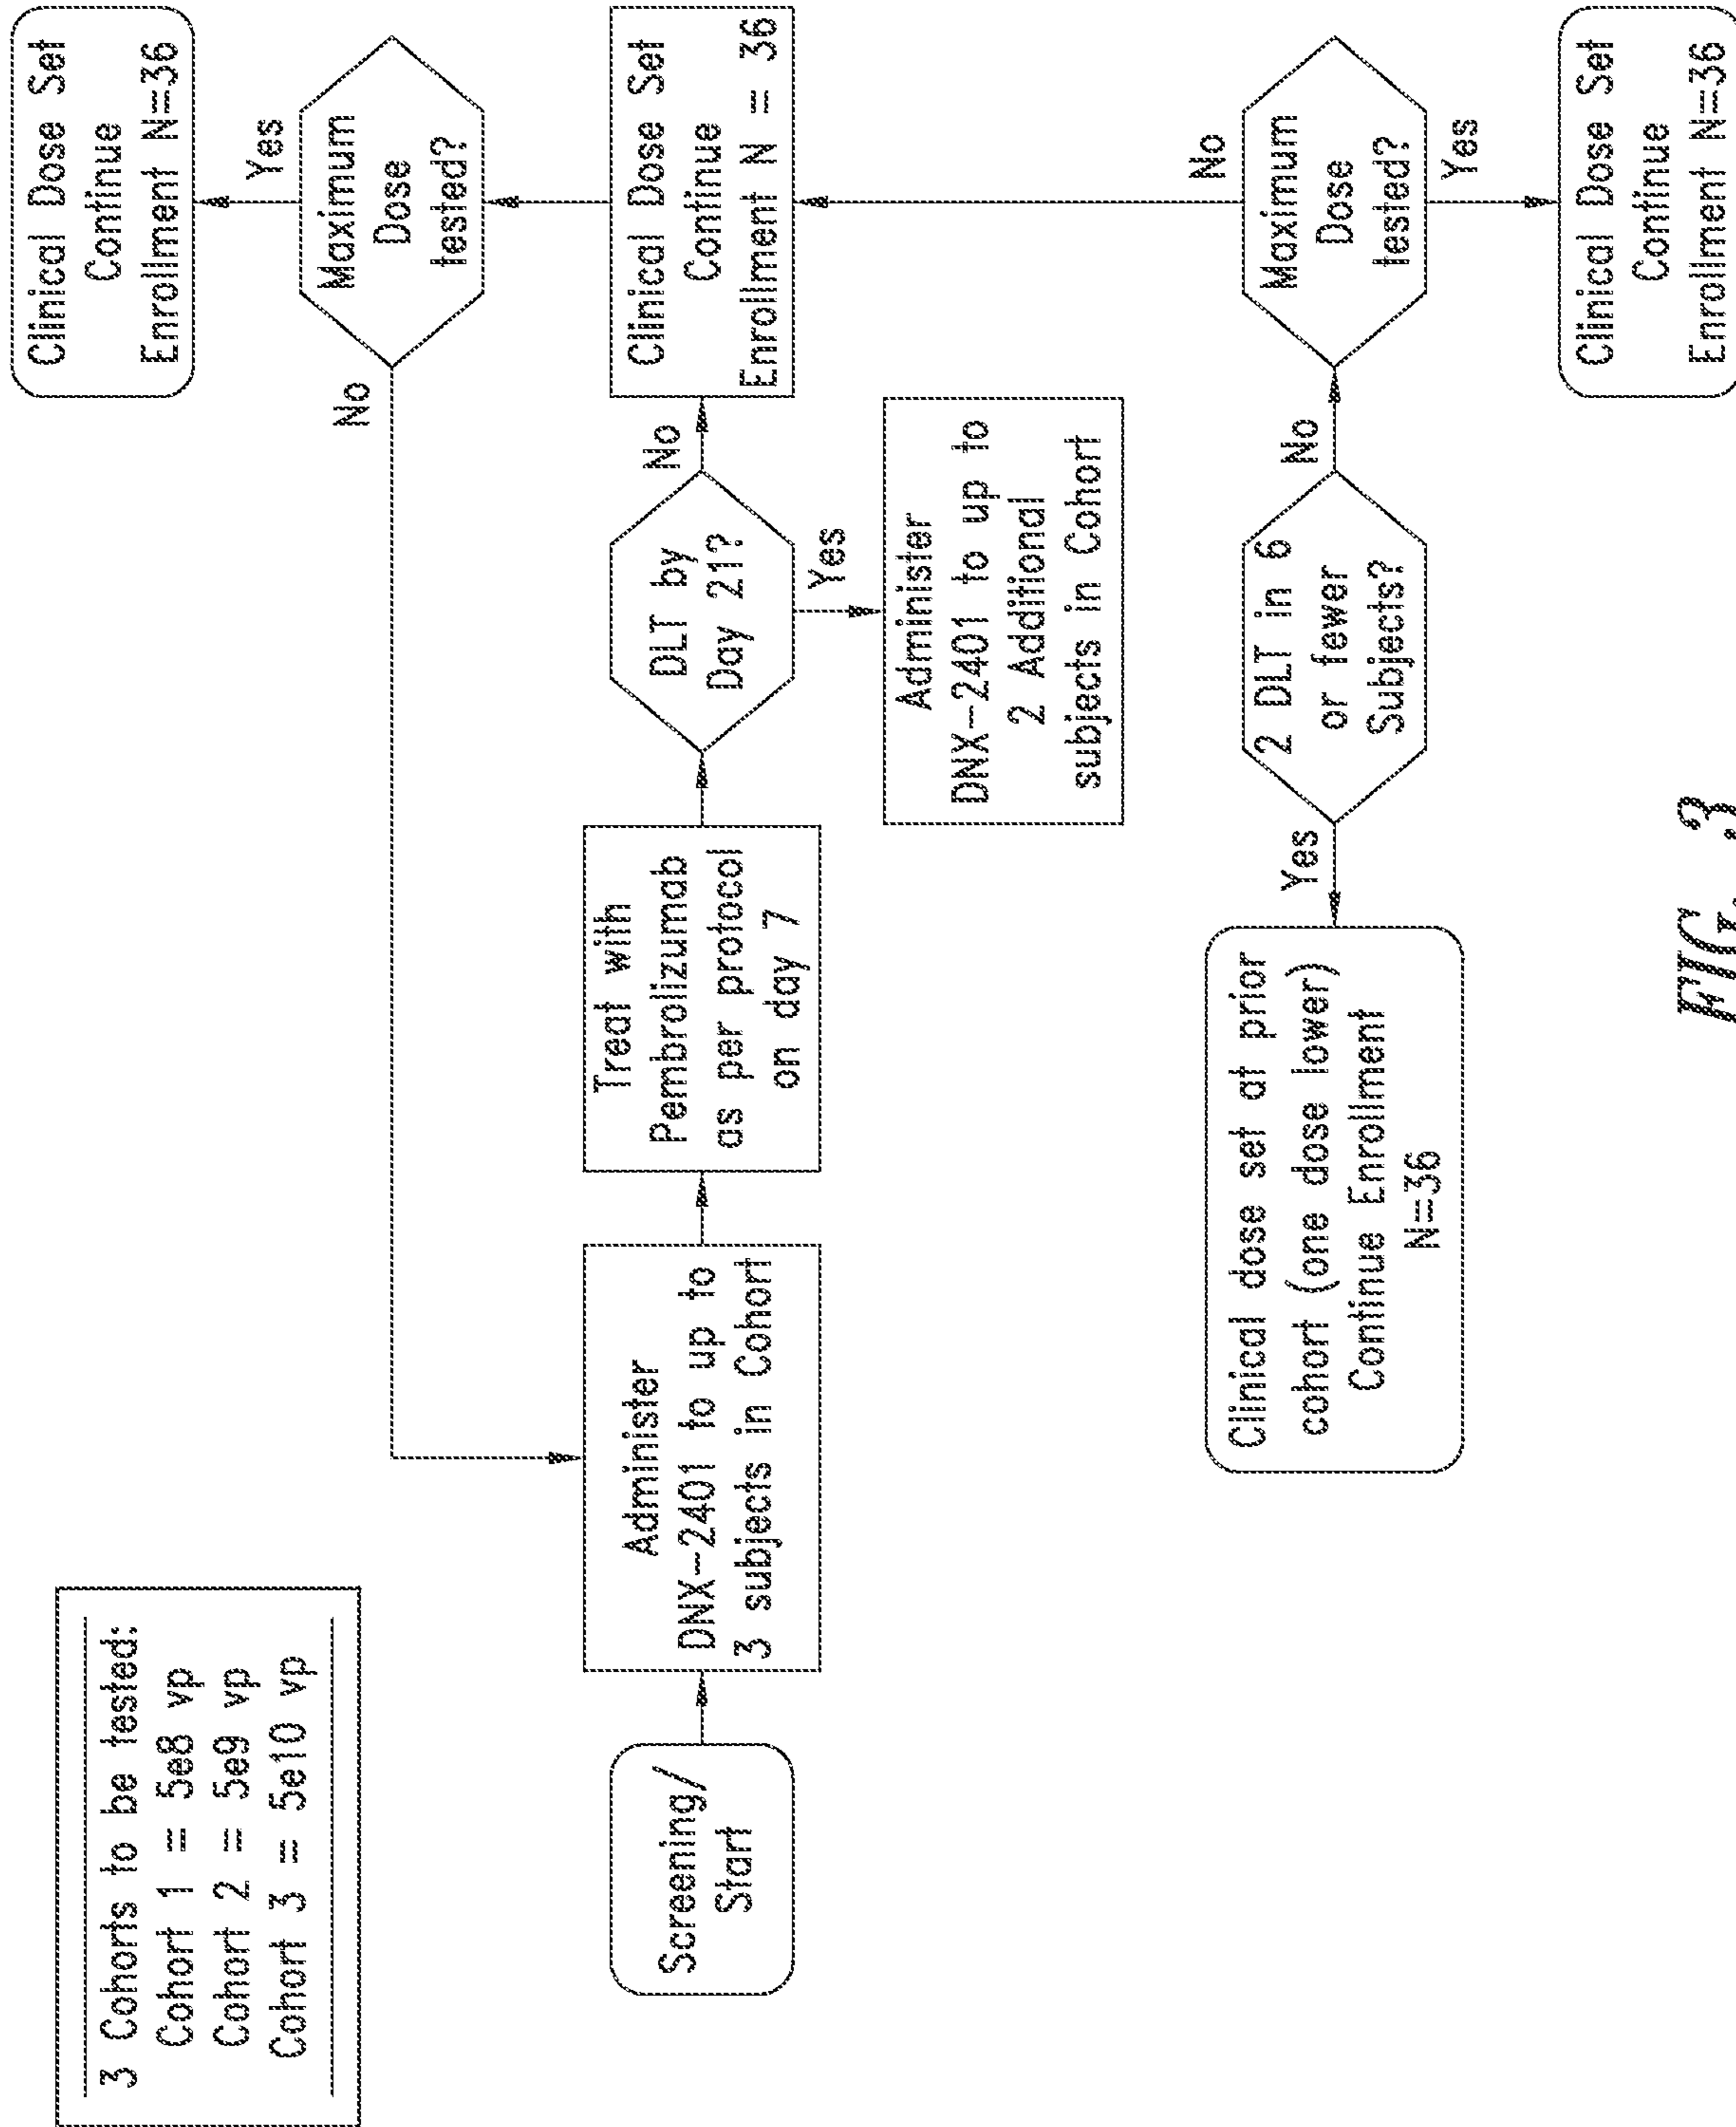 3 Cohorts to be tested:
Cohort 1 = 5e8 vp
Cohort 2 = 5e9 vp
Cohort 3 = 5e10 vp
Clinical Dose Set
Continue
Enrollment N=36
Yes
Maximum
Dose
tested?
No
Screening/
Start
Administer
DNX-2401 to up to
3 subjects in Cohort
Treat with
Pembrolizumab
as per protocol
on day 7
DLT by
Day 21?
No
Yes
Clinical Dose Set
Continue
Enrollment N = 36
Administer
DNX-2401 to up to
2 Additional
subjects in Cohort
Clinical dose set at prior
cohort (one dose lower)
Continue Enrollment
N=36
Yes
2 DLT in 6
or fewer
Subjects?
No
Maximum
Dose
tested?
No
Yes
Clinical Dose Set
Continue
Enrollment N=36
FIG. 3